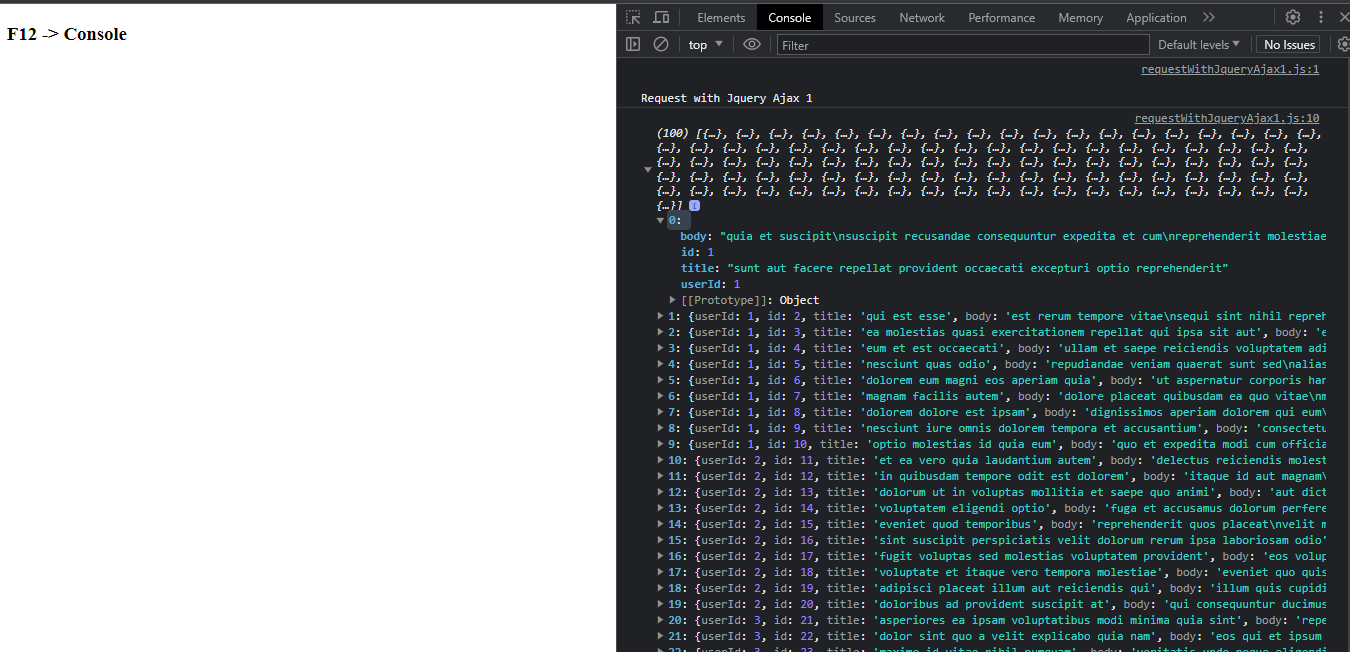 F12 -> Console
Elements Console Sources Network Performance Memory Application
top Filter Default levels No Issues
requestWithJqueryAjax1.js:1
Request with Jquery Ajax 1
requestWithJqueryAjax1.js:10
(100) [{…}, {…}, {…}, {…}, {…}, {…}, {…}, {…}, {…}, {…}, {…}, {…}, {…}, {…}, {…}, {…}, {…}, {…}, {…},
{…}, {…}, {…}, {…}, {…}, {…}, {…}, {…}, {…}, {…}, {…}, {…}, {…}, {…}, {…}, {…}, {…}, {…}, {…}, {…},
{…}, {…}, {…}, {…}, {…}, {…}, {…}, {…}, {…}, {…}, {…}, {…}, {…}, {…}, {…}, {…}, {…}, {…}, {…}, {…},
{…}, {…}, {…}, {…}, {…}, {…}, {…}, {…}, {…}, {…}, {…}, {…}, {…}, {…}, {…}, {…}, {…}, {…}, {…}, {…},
{…}, {…}, {…}, {…}, {…}, {…}, {…}, {…}, {…}, {…}, {…}, {…}, {…}, {…}, {…}, {…}, {…}, {…}, {…}, {…},
{…}] i
0:
body: "quia et suscipit\nsuscipit recusandae consequuntur expedita et cum\nreprehenderit molestiae
id: 1
title: "sunt aut facere repellat provident occaecati excepturi optio reprehenderit"
userId: 1
[[Prototype]]: Object
1: {userId: 1, id: 2, title: 'qui est esse', body: 'est rerum tempore vitae\nsequi sint nihil repreh
2: {userId: 1, id: 3, title: 'ea molestias quasi exercitationem repellat qui ipsa sit aut', body: 'e
3: {userId: 1, id: 4, title: 'eum et est occaecati', body: 'ullam et saepe reiciendis voluptatem adi
4: {userId: 1, id: 5, title: 'nesciunt quas odio', body: 'repudiandae veniam quaerat sunt sed\nalias
5: {userId: 1, id: 6, title: 'dolorem eum magni eos aperiam quia', body: 'ut aspernatur corporis har
6: {userId: 1, id: 7, title: 'magnam facilis autem', body: 'dolore placeat quibusdam ea quo vitae\nm
7: {userId: 1, id: 8, title: 'dolorem dolore est ipsam', body: 'dignissimos aperiam dolorem qui eum\
8: {userId: 1, id: 9, title: 'nesciunt iure omnis dolorem tempora et accusantium', body: 'consectetu
9: {userId: 1, id: 10, title: 'optio molestias id quia eum', body: 'quo et expedita modi cum officia
10: {userId: 2, id: 11, title: 'et ea vero quia laudantium autem', body: 'delectus reiciendis molest
11: {userId: 2, id: 12, title: 'in quibusdam tempore odit est dolorem', body: 'itaque id aut magnam\
12: {userId: 2, id: 13, title: 'dolorum ut in voluptas mollitia et saepe quo animi', body: 'aut dict
13: {userId: 2, id: 14, title: 'voluptatem eligendi optio', body: 'fuga et accusamus dolorum perfere
14: {userId: 2, id: 15, title: 'eveniet quod temporibus', body: 'reprehenderit quos placeat\nvelit m
15: {userId: 2, id: 16, title: 'sint suscipit perspiciatis velit dolorum rerum ipsa laboriosam odio'
16: {userId: 2, id: 17, title: 'fugit voluptas sed molestias voluptatem provident', body: 'eos volup
17: {userId: 2, id: 18, title: 'voluptate et itaque vero tempora molestiae', body: 'eveniet quo quis
18: {userId: 2, id: 19, title: 'adipisci placeat illum aut reiciendis qui', body: 'illum quis cupidi
19: {userId: 2, id: 20, title: 'doloribus ad provident suscipit at', body: 'qui consequuntur ducimus
20: {userId: 3, id: 21, title: 'asperiores ea ipsam voluptatibus modi minima quia sint', body: 'repe
21: {userId: 3, id: 22, title: 'dolor sint quo a velit explicabo quia nam', body: 'eos qui et ipsum